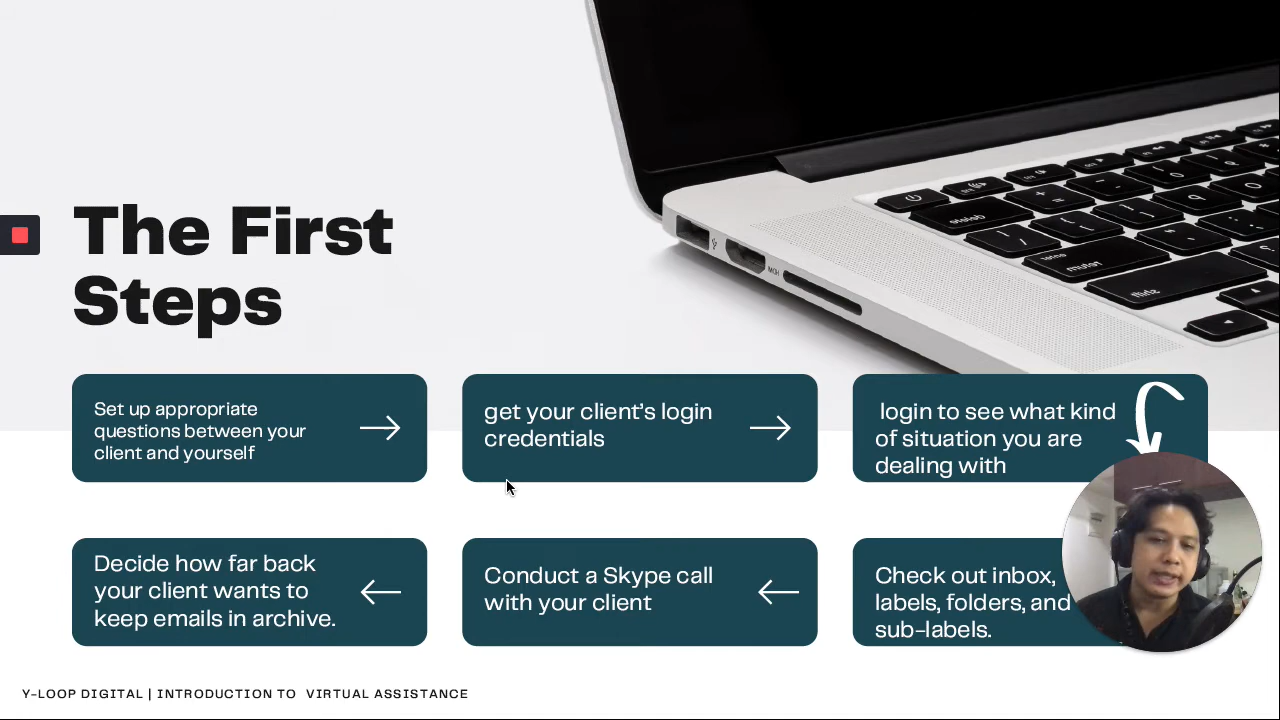 The First
Steps
Set up appropriate
questions between your
client and yourself
get your client's login
credentials
login to see what kind
of situation you are
dealing with
Decide how far back
your client wants to
keep emails in archive.
Conduct a Skype call
with your client
Check out inbox,
labels, folders, and
sub-labels.
Y-LOOP DIGITAL | INTRODUCTION TO VIRTUAL ASSISTANCE